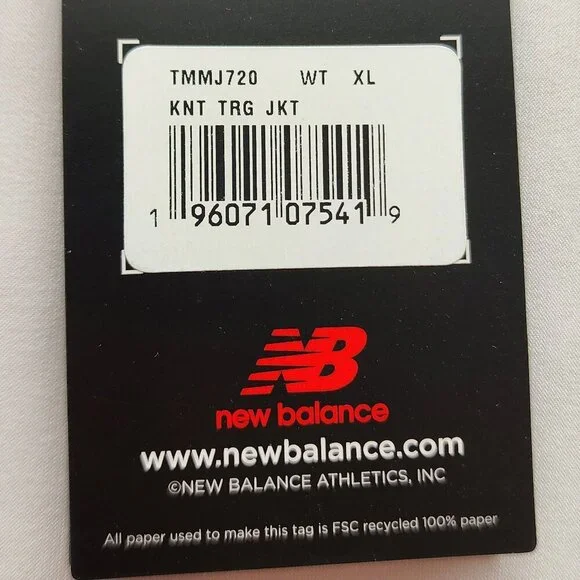 TMMJ720 WT XL
KNT TRG JKT
1 96071 07541 9
NB
new balance
www.newbalance.com
©NEW BALANCE ATHLETICS, INC
All paper used to make this tag is FSC recycled 100% paper